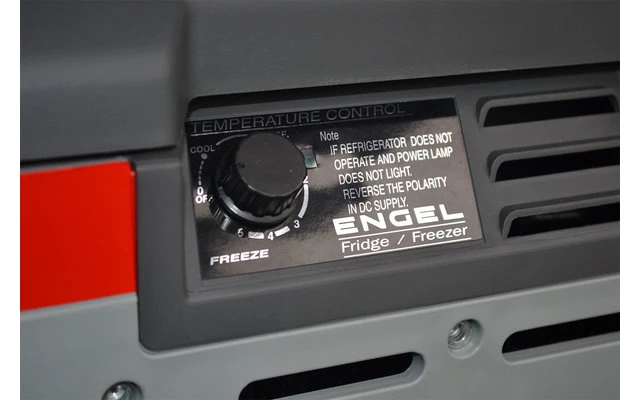 TEMPERATURE CONTROL
COOL
OFF
5 4 3
FREEZE
Note
IF REFRIGERATOR DOES NOT
OPERATE AND POWER LAMP
DOES NOT LIGHT.
REVERSE THE POLARITY
IN DC SUPPLY.
ENGEL
Fridge / Freezer